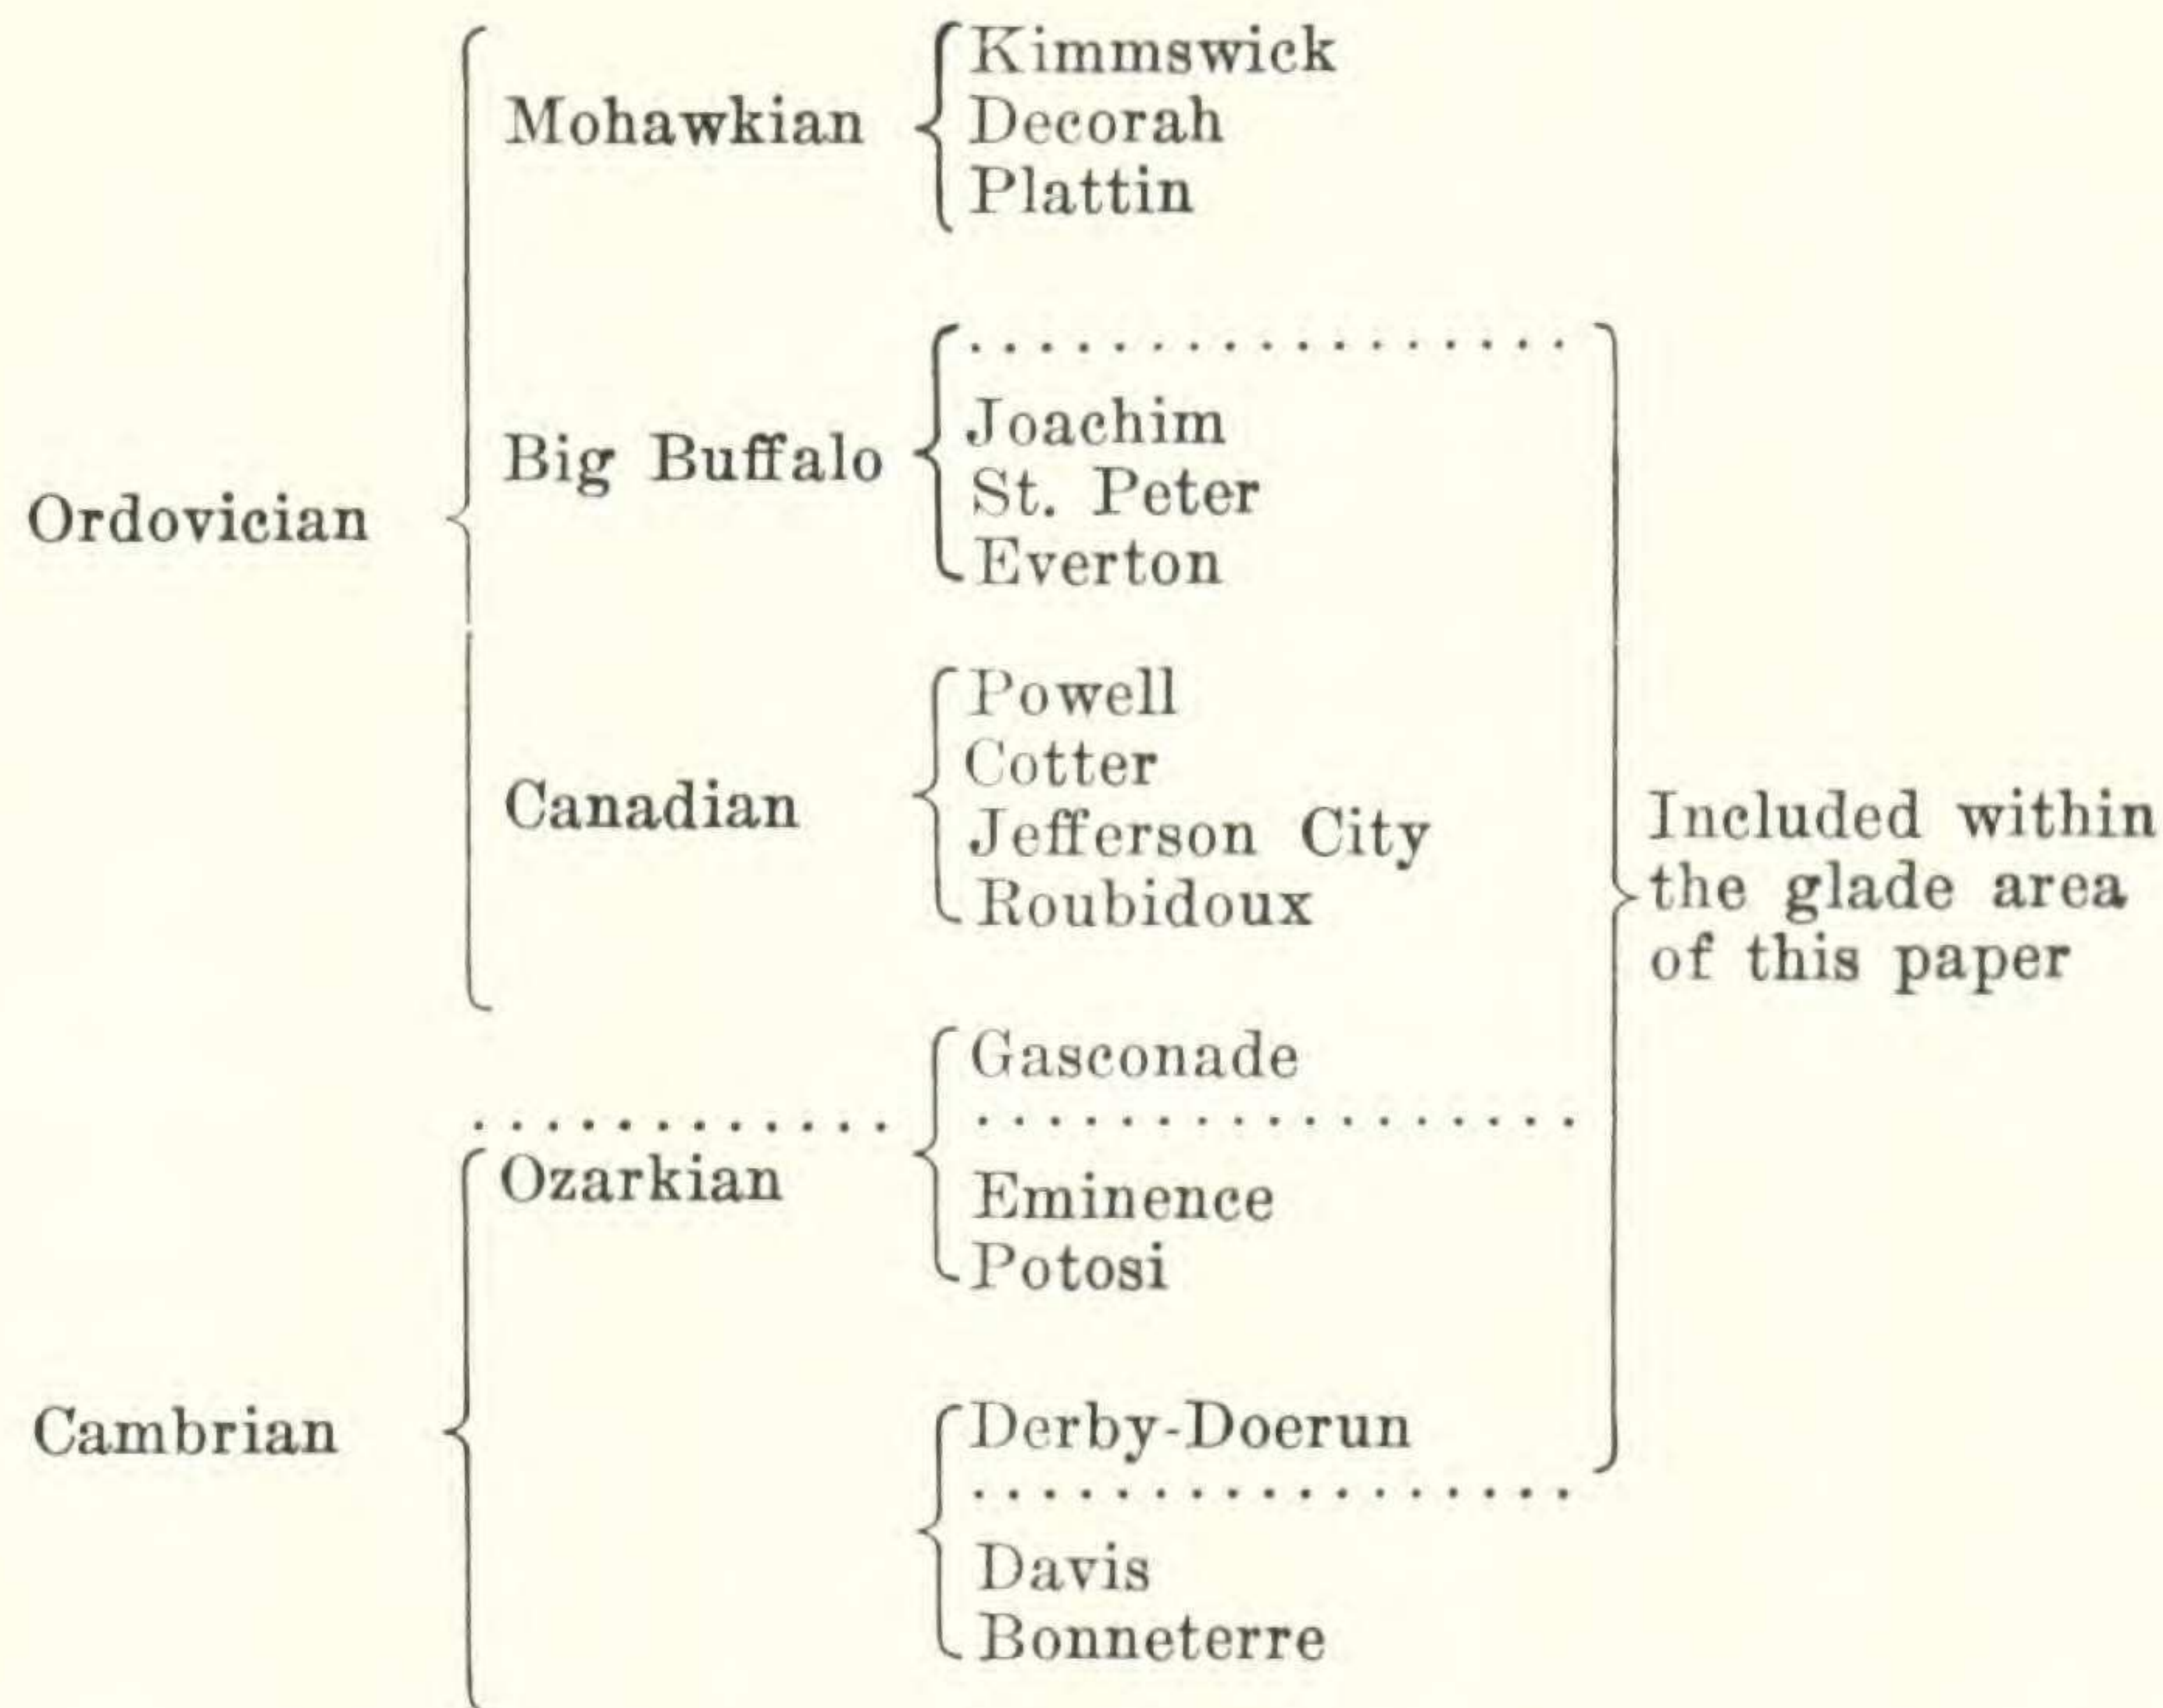 Kimmswick
Mohawkian Decorah
Plattin
. . . . . . . . . . . . . . . . .
Joachim
Big Buffalo
St. Peter
Ordovician
Everton
Powell
Cotter
Canadian
Jefferson City
Roubidoux
Included within
the glade area
of this paper
Gasconade
. . . . . . . . . . . . . . . . . . . . . . . . . . . . .
Ozarkian
Eminence
Potosi
Cambrian
Derby-Doerun
. . . . . . . . . . . . . . . . .
Davis
Bonneterre